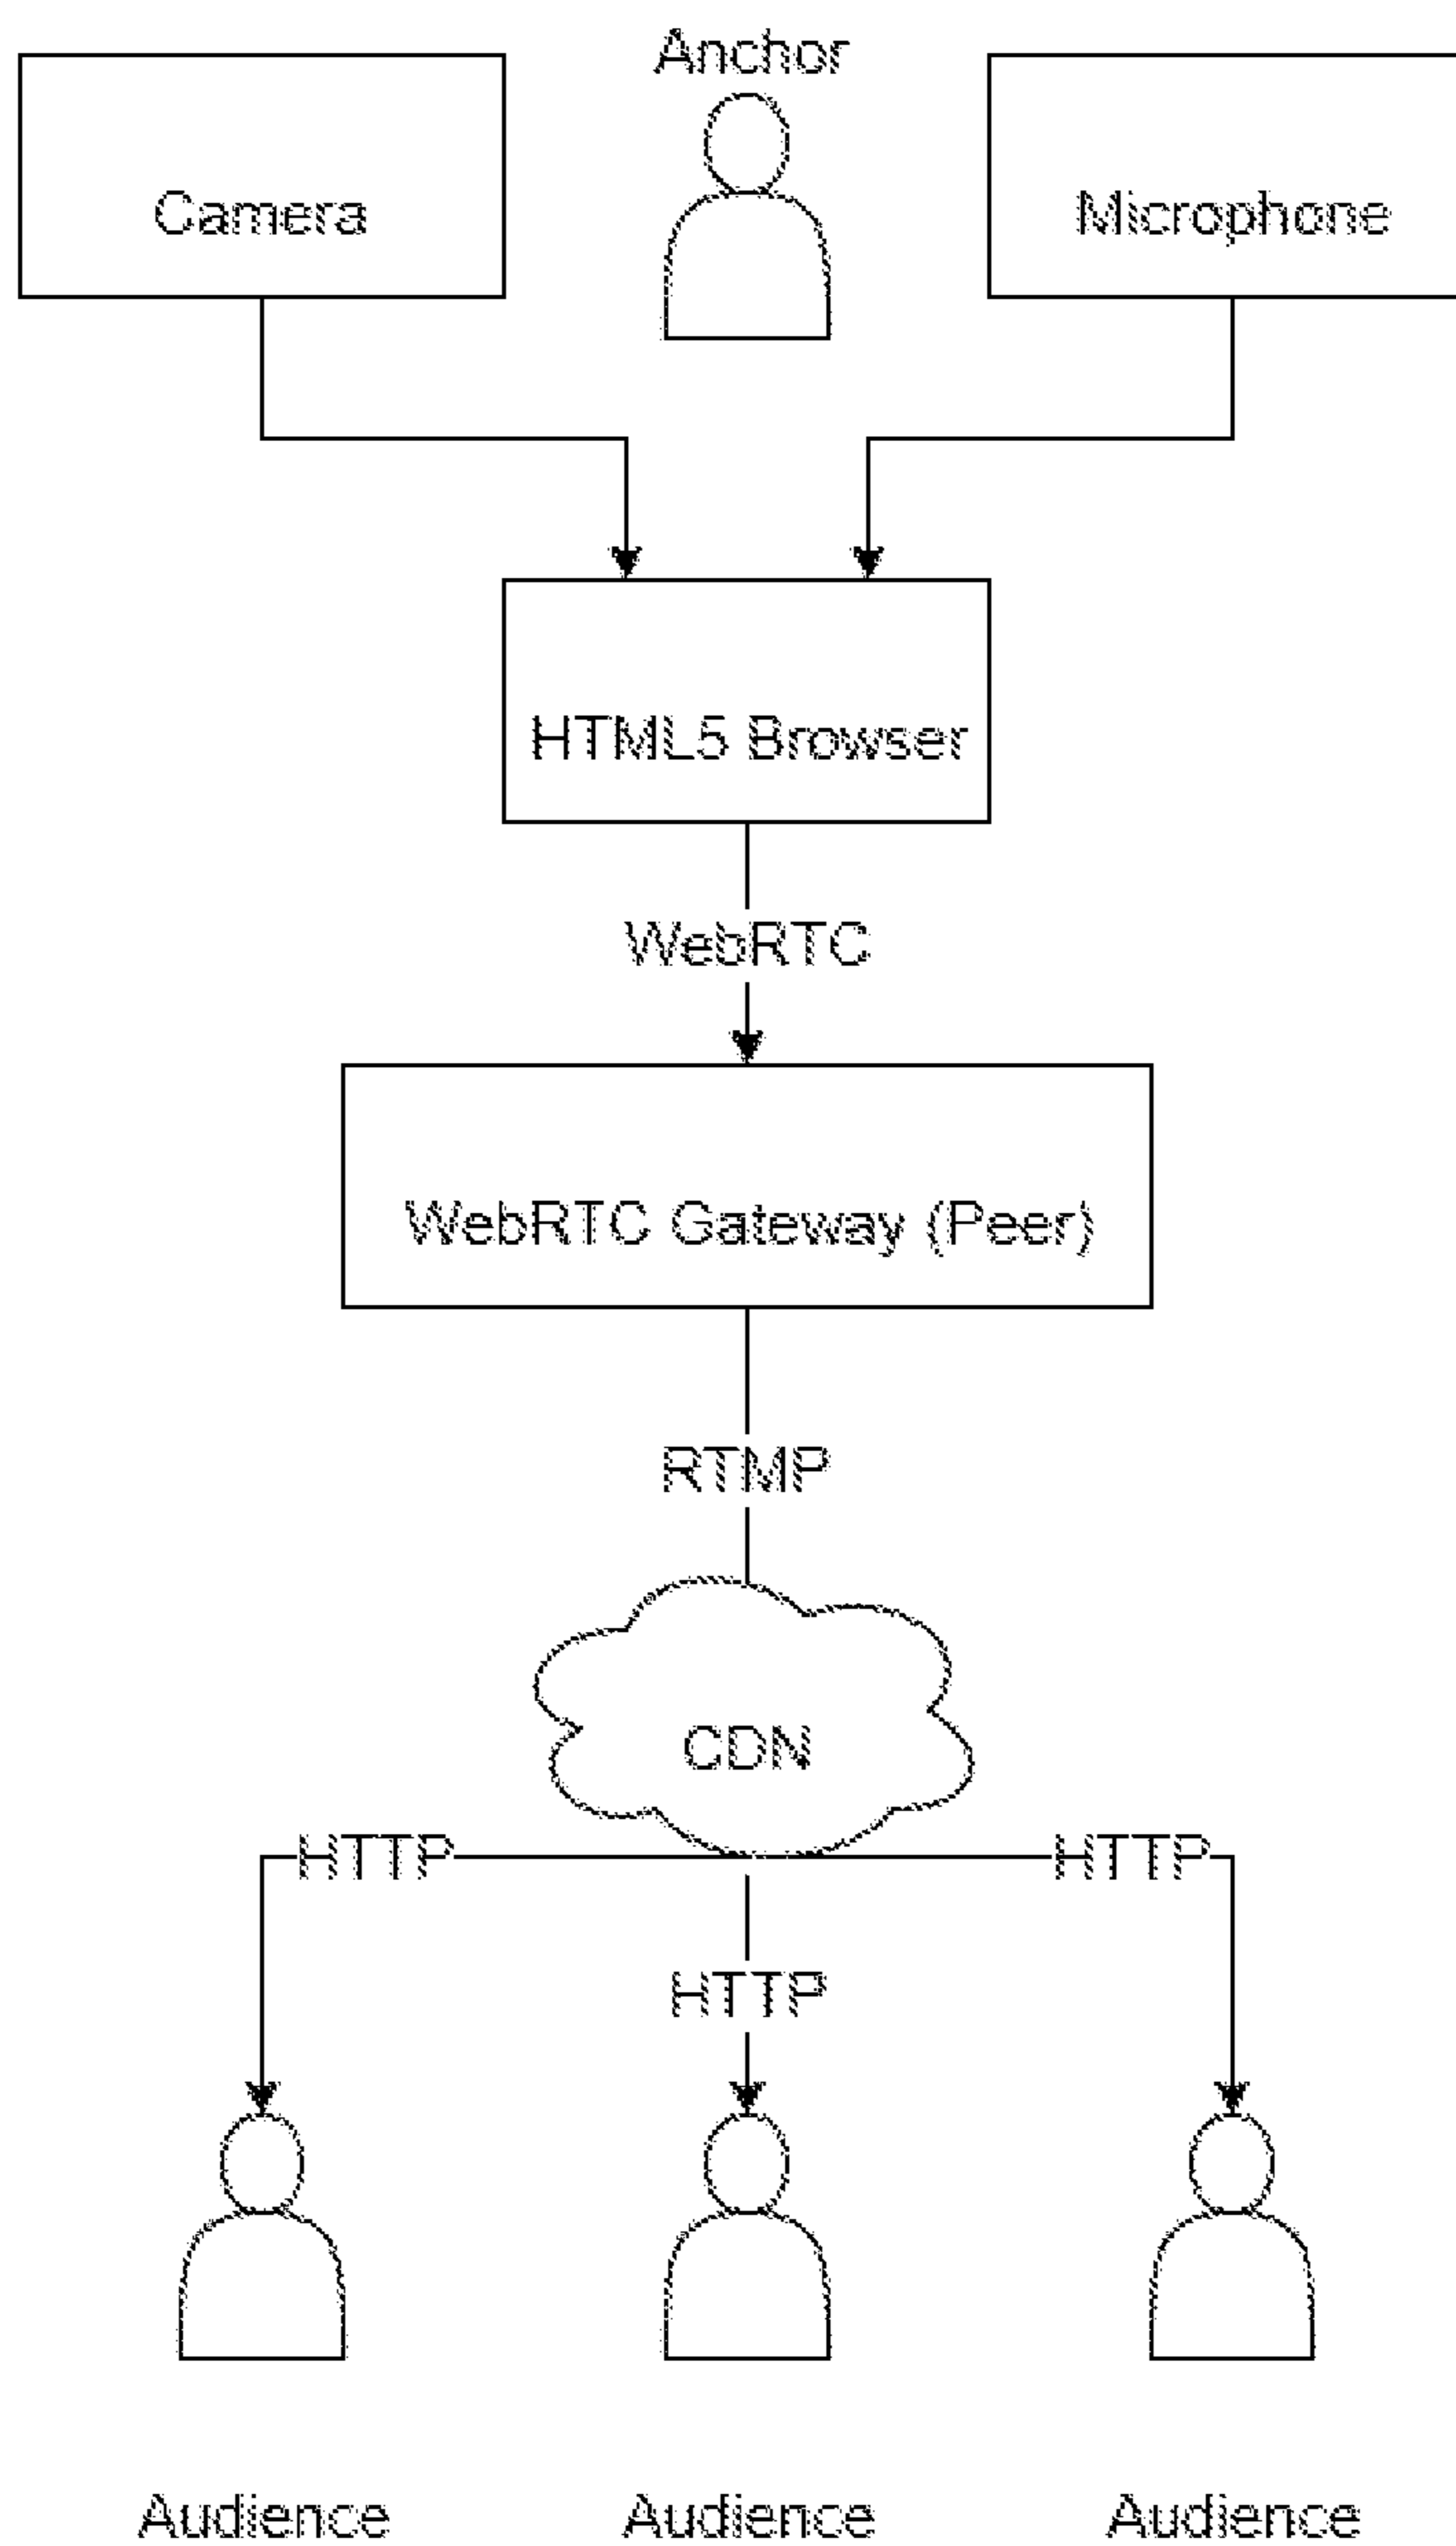 Anchor
Camera
Microphone
HTML5 Browser
WebRTC
WebRTC Gateway (Peer)
RTMP
CDN
HTTP
HTTP
HTTP
Audience
Audience
Audience